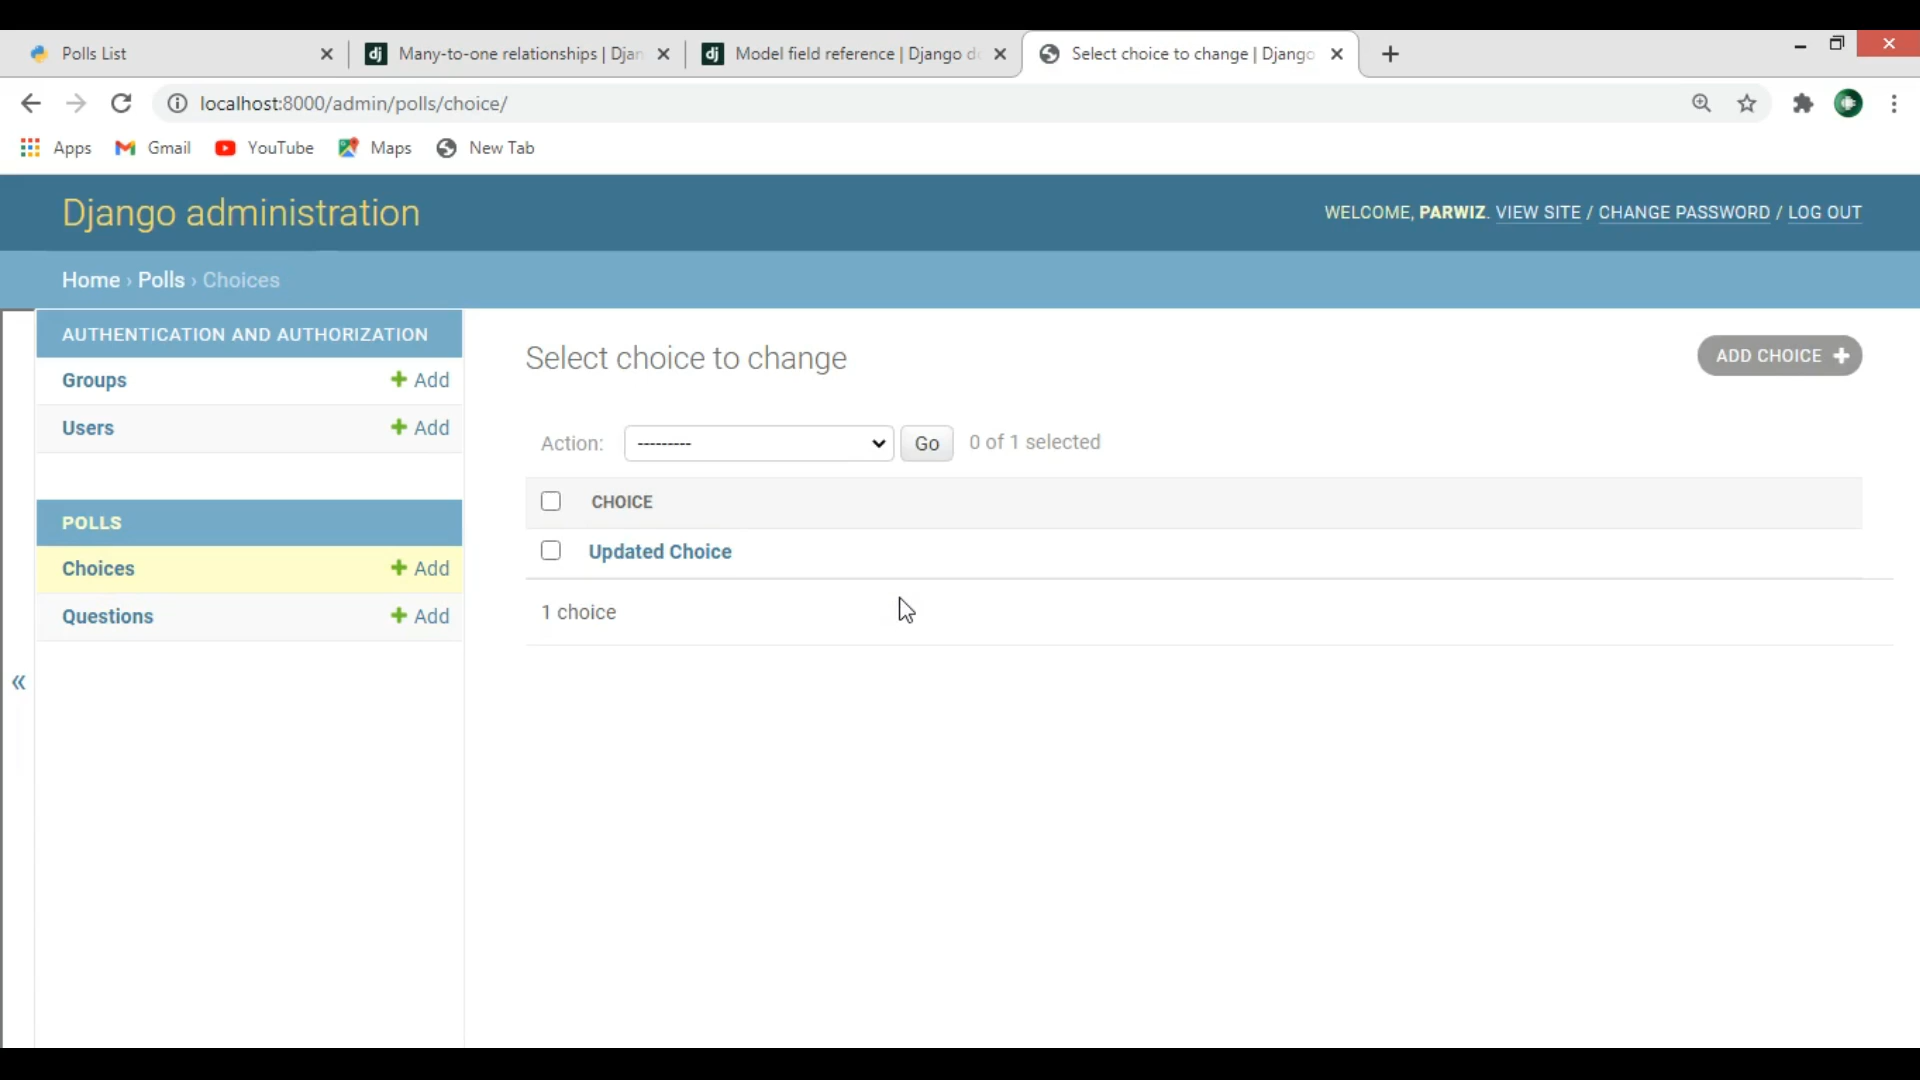 Polls List
Many-to-one relationships | Djan
Model field reference | Django d
Select choice to change | Django
localhost:8000/admin/polls/choice/
Apps
Gmail
YouTube
Maps
New Tab
Django administration
WELCOME, PARWIZ. VIEW SITE / CHANGE PASSWORD / LOG OUT
Home › Polls › Choices
AUTHENTICATION AND AUTHORIZATION
Groups + Add
Users + Add
POLLS
Choices + Add
Questions + Add
«
Select choice to change
ADD CHOICE +
Action: --------- Go 0 of 1 selected
CHOICE
Updated Choice
1 choice